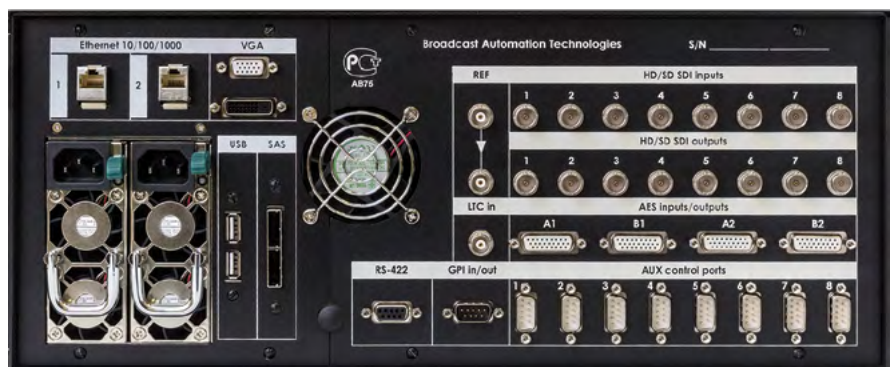 Ethernet 10/100/1000
VGA
1
2
USB
SAS
AB76
Broadcast Automation Technologies
S/N
REF
HD/SD SDI inputs
1 2 3 4 5 6 7 8
HD/SD SDI outputs
1 2 3 4 5 6 7 8
LTC in
AES inputs/outputs
A1 B1 A2 B2
RS-422
GPI in/out
AUX control ports
1 2 3 4 5 6 7 8